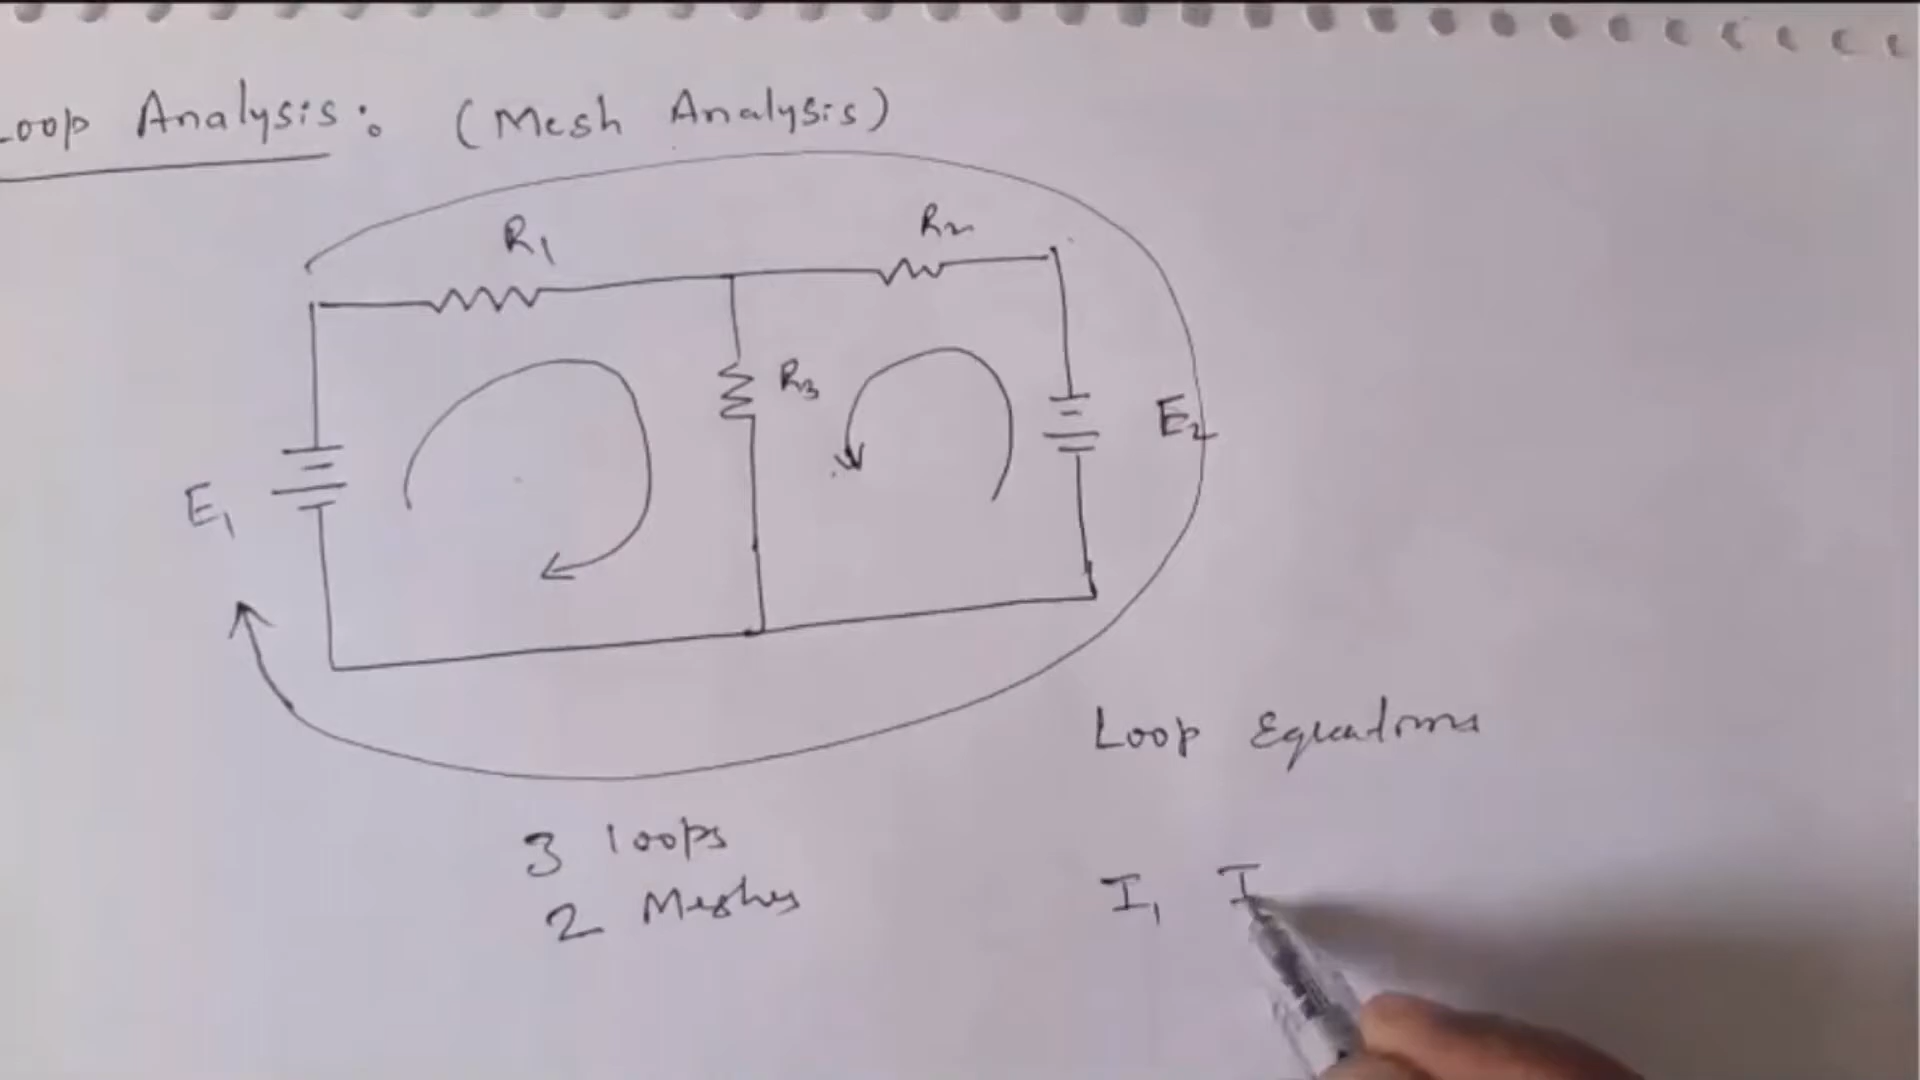 Loop Analysis: (Mesh Analysis)
R1
R2
R3
E1
E2
Loop Equations
3 loops
2 Meshes
I1 I